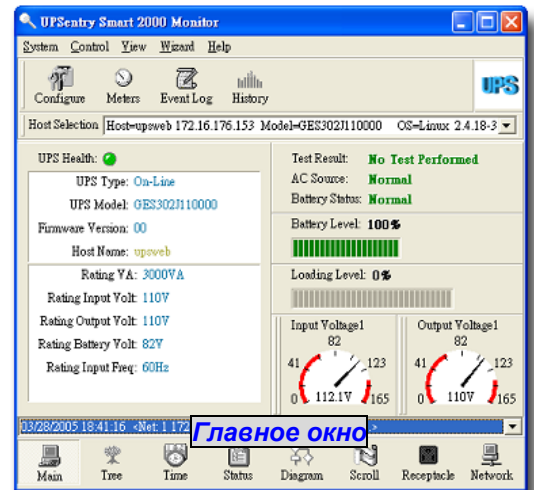 UPSentry Smart 2000 Monitor
System Control View Wizard Help
Configure Meters Event Log History
UPS
Host Selection Host=upsweb 172.16.176.153 Model=GES302J110000 OS=Linux 2.4.18-3
UPS Health:
UPS Type: On-Line
UPS Model: GES302J110000
Firmware Version: 00
Host Name: upsweb
Rating VA: 3000VA
Rating Input Volt: 110V
Rating Output Volt: 110V
Rating Battery Volt: 82V
Rating Input Freq: 60Hz
Test Result: No Test Performed
AC Source: Normal
Battery Status: Normal
Battery Level: 100%
Loading Level: 0%
Input Voltage1
82
41 123
0 112.1V 165
Output Voltage1
82
41 123
0 110V 165
03/28/2005 18:41:16 <Net: 1 172 >
Главное окно
Main Tree Time Status Diagram Scroll Receptacle Network